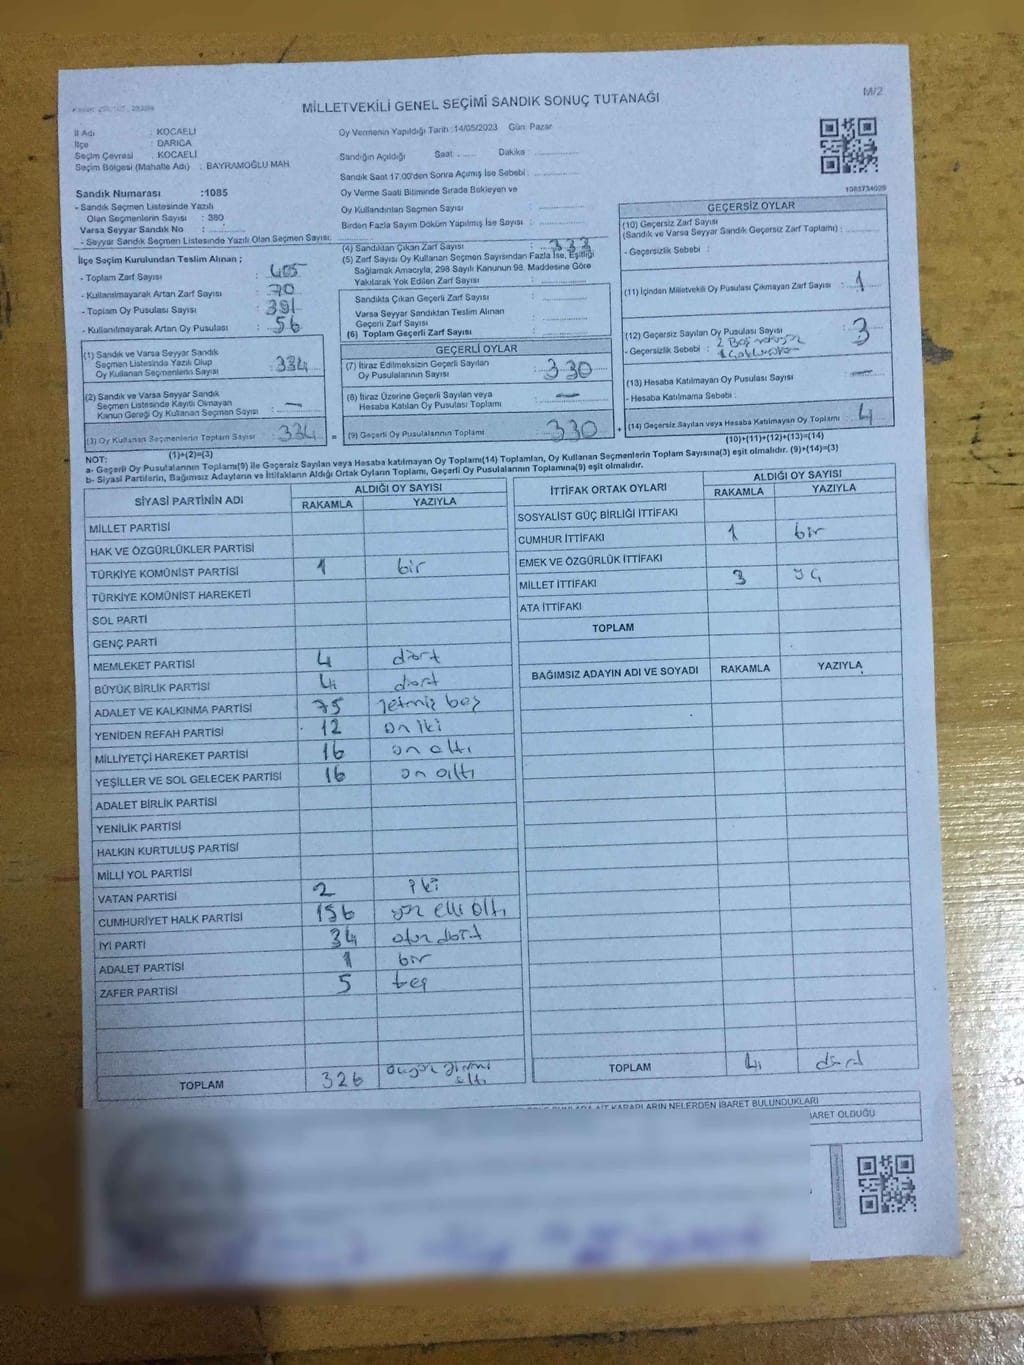 MİLLETVEKİLİ GENEL SEÇİMİ SANDIK SONUÇ TUTANAĞI
M/2
İl Adı : KOCAELİ
İlçe : DARICA
Seçim Çevresi : KOCAELİ
Seçim Bölgesi (Mahalle Adı) : BAYRAMOĞLU MAH.
Sandık Numarası :1085
- Sandık Seçmen Listesinde Yazılı
Olan Seçmenlerin Sayısı : 380
Varsa Seyyar Sandık No :
- Seyyar Sandık Seçmen Listesinde Yazılı Olan Seçmen Sayısı:
Oy Vermenin Yapıldığı Tarih :14/05/2023 Gün: Pazar
Sandığın Açıldığı Saat ...... Dakika
Sandık Saat 17.00'den Sonra Açılmış İse Sebebi :
Oy Verme Saati Bitiminde Sırada Bekleyen ve
Oy Kullandırılan Seçmen Sayısı :
Birden Fazla Sayım Döküm Yapılmış İse Sayısı :
1083734029
İlçe Seçim Kurulundan Teslim Alınan ;
- Toplam Zarf Sayısı : 405
- Kullanılmayarak Artan Zarf Sayısı : 70
- Toplam Oy Pusulası Sayısı : 391
- Kullanılmayarak Artan Oy Pusulası : 56
(4) Sandıktan Çıkan Zarf Sayısı : 333
(5) Zarf Sayısı Oy Kullanan Seçmen Sayısından Fazla İse, Eşitliği
Sağlamak Amacıyla, 298 Sayılı Kanunun 98. Maddesine Göre
Yakılarak Yok Edilen Zarf Sayısı :
Sandıkta Çıkan Geçerli Zarf Sayısı :
Varsa Seyyar Sandıktan Teslim Alınan
Geçerli Zarf Sayısı :
(6) Toplam Geçerli Zarf Sayısı :
GEÇERSİZ OYLAR
(10) Geçersiz Zarf Sayısı
(Sandık ve Varsa Seyyar Sandık Geçersiz Zarf Toplamı) :
- Geçersizlik Sebebi :
(11) İçinden Milletvekili Oy Pusulası Çıkmayan Zarf Sayısı : 1
(12) Geçersiz Sayılan Oy Pusulası Sayısı : 3
- Geçersizlik Sebebi : 2
1
(13) Hesaba Katılmayan Oy Pusulası Sayısı : —
- Hesaba Katılmama Sebebi :
(14) Geçersiz Sayılan veya Hesaba Katılmayan Oy Toplamı : 4
(10)+(11)+(12)+(13)=(14)
(1) Sandık ve Varsa Seyyar Sandık
Seçmen Listesinde Yazılı Olup
Oy Kullanan Seçmenlerin Sayısı : 334
(2) Sandık ve Varsa Seyyar Sandık
Seçmen Listesinde Kayıtlı Olmayan
Kanun Gereği Oy Kullanan Seçmen Sayısı : —
(3) Oy Kullanan Seçmenlerin Toplam Sayısı : 334 =
(1)+(2)=(3)
GEÇERLİ OYLAR
(7) İtiraz Edilmeksizin Geçerli Sayılan
Oy Pusulalarının Sayısı : 330
(8) İtiraz Üzerine Geçerli Sayılan veya
Hesaba Katılan Oy Pusulası Toplamı : —
(9) Geçerli Oy Pusulalarının Toplamı : 330 +
NOT:
a- Geçerli Oy Pusulalarının Toplamı(9) ile Geçersiz Sayılan veya Hesaba katılmayan Oy Toplamı(14) Toplamları, Oy Kullanan Seçmenlerin Toplam Sayısına(3) eşit olmalıdır. (9)+(14)=(3)
b- Siyasi Partilerin, Bağımsız Adayların ve İttifakların Aldığı Ortak Oyların Toplamı, Geçerli Oy Pusulalarının Toplamına(9) eşit olmalıdır.
SİYASİ PARTİNİN ADI ALDIĞI OY SAYISI
RAKAMLA YAZIYLA
MİLLET PARTİSİ
HAK VE ÖZGÜRLÜKLER PARTİSİ
TÜRKİYE KOMÜNİST PARTİSİ 1 bir
TÜRKİYE KOMÜNİST HAREKETİ
SOL PARTİ
GENÇ PARTİ
MEMLEKET PARTİSİ 4 dört
BÜYÜK BİRLİK PARTİSİ 4 dört
ADALET VE KALKINMA PARTİSİ 75 yetmiş beş
YENİDEN REFAH PARTİSİ 12 on iki
MİLLİYETÇİ HAREKET PARTİSİ 16 on altı
YEŞİLLER VE SOL GELECEK PARTİSİ 16 on altı
ADALET BİRLİK PARTİSİ
YENİLİK PARTİSİ
HALKIN KURTULUŞ PARTİSİ
MİLLİ YOL PARTİSİ
VATAN PARTİSİ 2 iki
CUMHURİYET HALK PARTİSİ 156 yüz elli altı
İYİ PARTİ 34 otuz dört
ADALET PARTİSİ 1 bir
ZAFER PARTİSİ 5 beş
TOPLAM 326 üçyüz yirmi altı
İTTİFAK ORTAK OYLARI ALDIĞI OY SAYISI
RAKAMLA YAZIYLA
SOSYALİST GÜÇ BİRLİĞİ İTTİFAKI
CUMHUR İTTİFAKI 1 bir
EMEK VE ÖZGÜRLÜK İTTİFAKI
MİLLET İTTİFAKI 3 üç
ATA İTTİFAKI
TOPLAM
BAĞIMSIZ ADAYIN ADI VE SOYADI RAKAMLA YAZIYLA
TOPLAM 4 dört
KARARLARIN NELERDEN İBARET BULUNDUKLARI
İBARET OLDUĞU